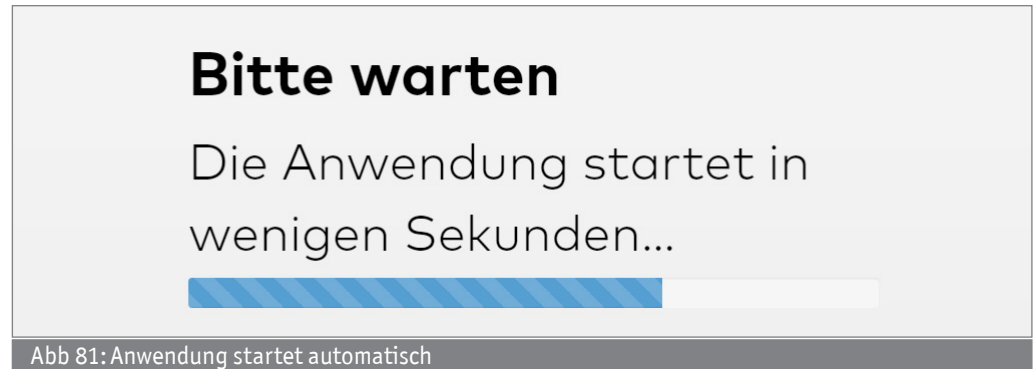 Bitte warten
Die Anwendung startet in
wenigen Sekunden...
Abb 81: Anwendung startet automatisch